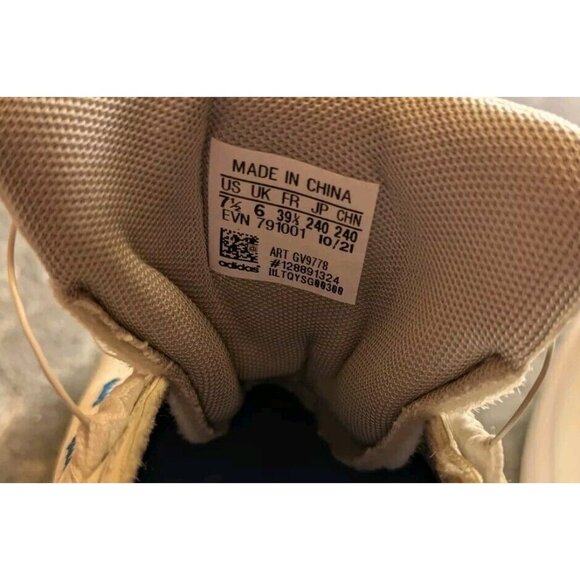 MADE IN CHINA
US UK FR JP CHN
7½ 6 39⅓ 240 240
EVN 791001 10/21
adidas
ART GV9778
#128891324